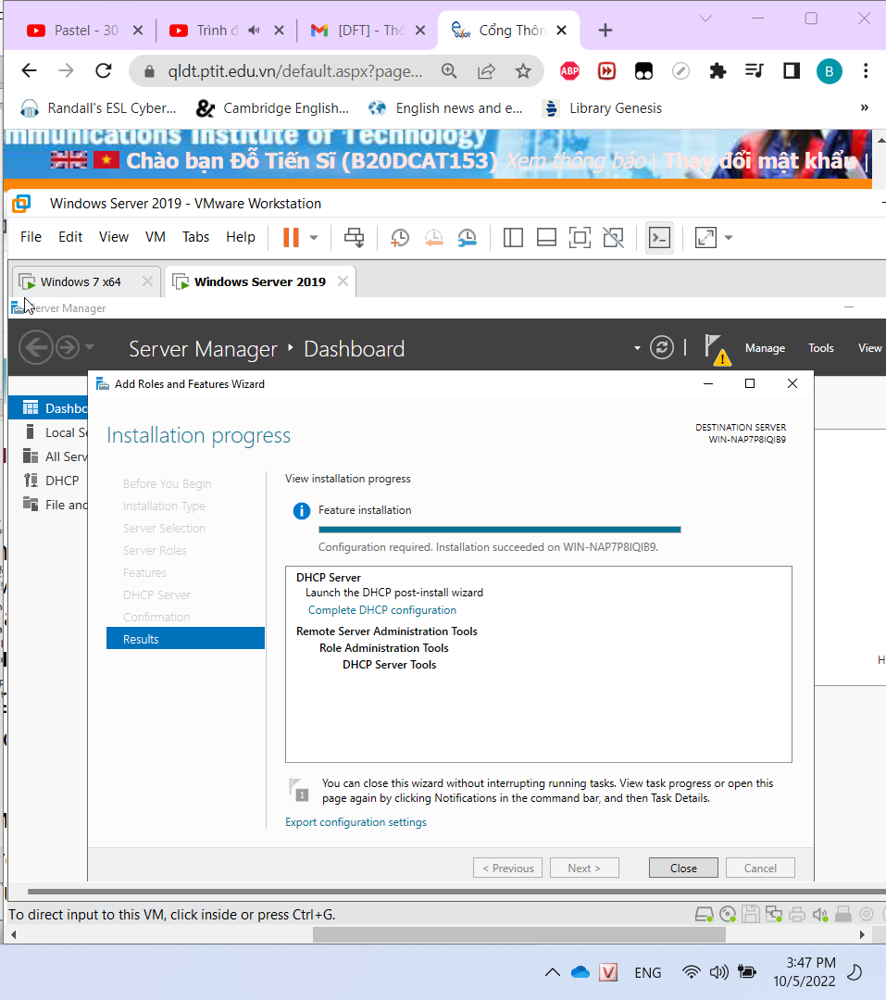 Pastel - 30
Trình d
[DFT] - Thô
Cổng Thôn
qldt.ptit.edu.vn/default.aspx?page...
ABP
B
Randall's ESL Cyber...
Cambridge English...
English news and e...
Library Genesis
»
mmunications Institute of Technology
Chào bạn Đỗ Tiến Sĩ (B20DCAT153) Xem thông báo | Thay đổi mật khẩu |
Windows Server 2019 - VMware Workstation
File Edit View VM Tabs Help
Windows 7 x64
Windows Server 2019
Server Manager
Server Manager ‣ Dashboard
Manage Tools View
Add Roles and Features Wizard
Dashbo
Local Se
All Serv
DHCP
File and
Installation progress
DESTINATION SERVER
WIN-NAP7P8IQIB9
Before You Begin
Installation Type
Server Selection
Server Roles
Features
DHCP Server
Confirmation
Results
View installation progress
Feature installation
Configuration required. Installation succeeded on WIN-NAP7P8IQIB9.
DHCP Server
Launch the DHCP post-install wizard
Complete DHCP configuration
Remote Server Administration Tools
Role Administration Tools
DHCP Server Tools
H
1
You can close this wizard without interrupting running tasks. View task progress or open this
page again by clicking Notifications in the command bar, and then Task Details.
Export configuration settings
< Previous
Next >
Close
Cancel
To direct input to this VM, click inside or press Ctrl+G.
V
ENG
3:47 PM
10/5/2022